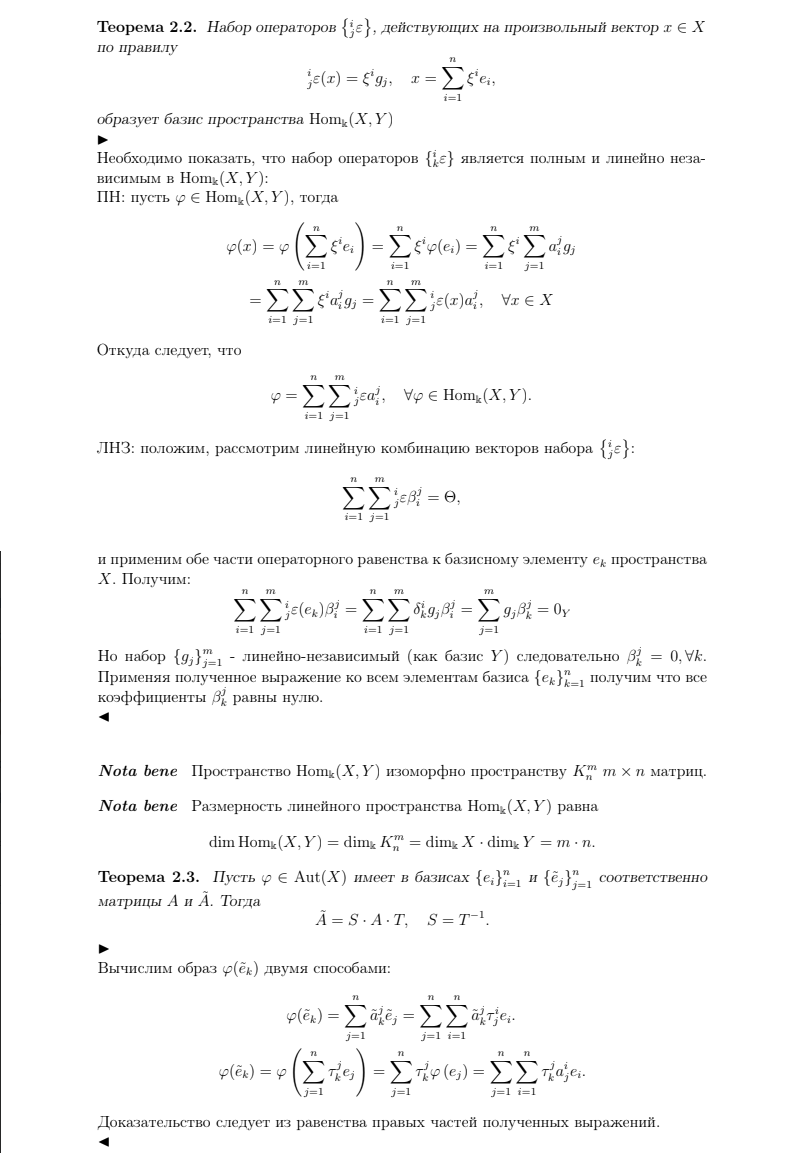 Теорема 2.2. Набор операторов $\{{}^i_j\varepsilon\}$, действующих на произвольный вектор $x \in X$
по правилу
$${}^i_j\varepsilon(x) = \xi^i g_j, \quad x = \sum_{i=1}^n \xi^i e_i,$$
образует базис пространства $\mathrm{Hom}_{\Bbbk}(X, Y)$
▶
Необходимо показать, что набор операторов $\{{}^i_k\varepsilon\}$ является полным и линейно неза-
висимым в $\mathrm{Hom}_{\Bbbk}(X, Y)$:
ПН: пусть $\varphi \in \mathrm{Hom}_{\Bbbk}(X, Y)$, тогда
$$\varphi(x) = \varphi\left(\sum_{i=1}^n \xi^i e_i\right) = \sum_{i=1}^n \xi^i \varphi(e_i) = \sum_{i=1}^n \xi^i \sum_{j=1}^m a_i^j g_j$$
$$= \sum_{i=1}^n \sum_{j=1}^m \xi^i a_i^j g_j = \sum_{i=1}^n \sum_{j=1}^m {}^i_j\varepsilon(x) a_i^j, \quad \forall x \in X$$
Откуда следует, что
$$\varphi = \sum_{i=1}^n \sum_{j=1}^m {}^i_j\varepsilon a_i^j, \quad \forall \varphi \in \mathrm{Hom}_{\Bbbk}(X, Y).$$
ЛНЗ: положим, рассмотрим линейную комбинацию векторов набора $\{{}^i_j\varepsilon\}$:
$$\sum_{i=1}^n \sum_{j=1}^m {}^i_j\varepsilon \beta_i^j = \Theta,$$
и применим обе части операторного равенства к базисному элементу $e_k$ пространства
$X$. Получим:
$$\sum_{i=1}^n \sum_{j=1}^m {}^i_j\varepsilon(e_k) \beta_i^j = \sum_{i=1}^n \sum_{j=1}^m \delta_k^i g_j \beta_i^j = \sum_{j=1}^m g_j \beta_k^j = 0_Y$$
Но набор $\{g_j\}_{j=1}^m$ - линейно-независимый (как базис $Y$) следовательно $\beta_k^j = 0, \forall k$.
Применяя полученное выражение ко всем элементам базиса $\{e_k\}_{k=1}^n$ получим что все
коэффициенты $\beta_k^j$ равны нулю.
◀
Nota bene Пространство $\mathrm{Hom}_{\Bbbk}(X, Y)$ изоморфно пространству $K_n^m$ $m \times n$ матриц.
Nota bene Размерность линейного пространства $\mathrm{Hom}_{\Bbbk}(X, Y)$ равна
$$\dim \mathrm{Hom}_{\Bbbk}(X, Y) = \dim_{\Bbbk} K_n^m = \dim_{\Bbbk} X \cdot \dim_{\Bbbk} Y = m \cdot n.$$
Теорема 2.3. Пусть $\varphi \in \mathrm{Aut}(X)$ имеет в базисах $\{e_i\}_{i=1}^n$ и $\{\tilde{e}_j\}_{j=1}^n$ соответственно
матрицы $A$ и $\tilde{A}$. Тогда
$$\tilde{A} = S \cdot A \cdot T, \quad S = T^{-1}.$$
▶
Вычислим образ $\varphi(\tilde{e}_k)$ двумя способами:
$$\varphi(\tilde{e}_k) = \sum_{j=1}^n \tilde{a}_k^j \tilde{e}_j = \sum_{j=1}^n \sum_{i=1}^n \tilde{a}_k^j \tau_j^i e_i.$$
$$\varphi(\tilde{e}_k) = \varphi\left(\sum_{j=1}^n \tau_k^j e_j\right) = \sum_{j=1}^n \tau_k^j \varphi(e_j) = \sum_{j=1}^n \sum_{i=1}^n \tau_k^j a_j^i e_i.$$
Доказательство следует из равенства правых частей полученных выражений.
◀